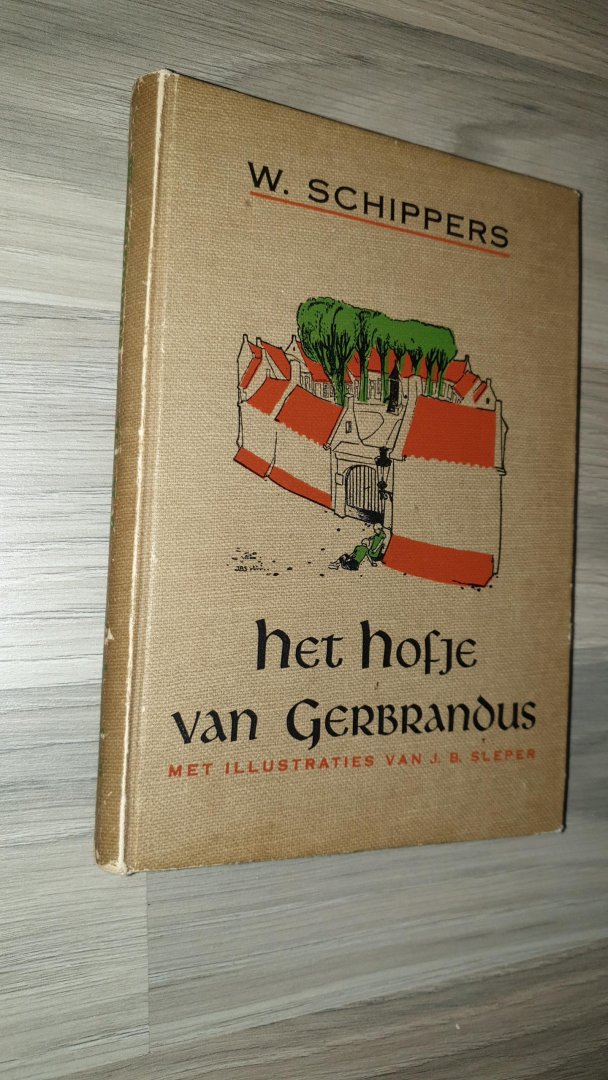 W. SCHIPPERS
het hofje
van Gerbrandus
MET ILLUSTRATIES VAN J. B. SLEPER